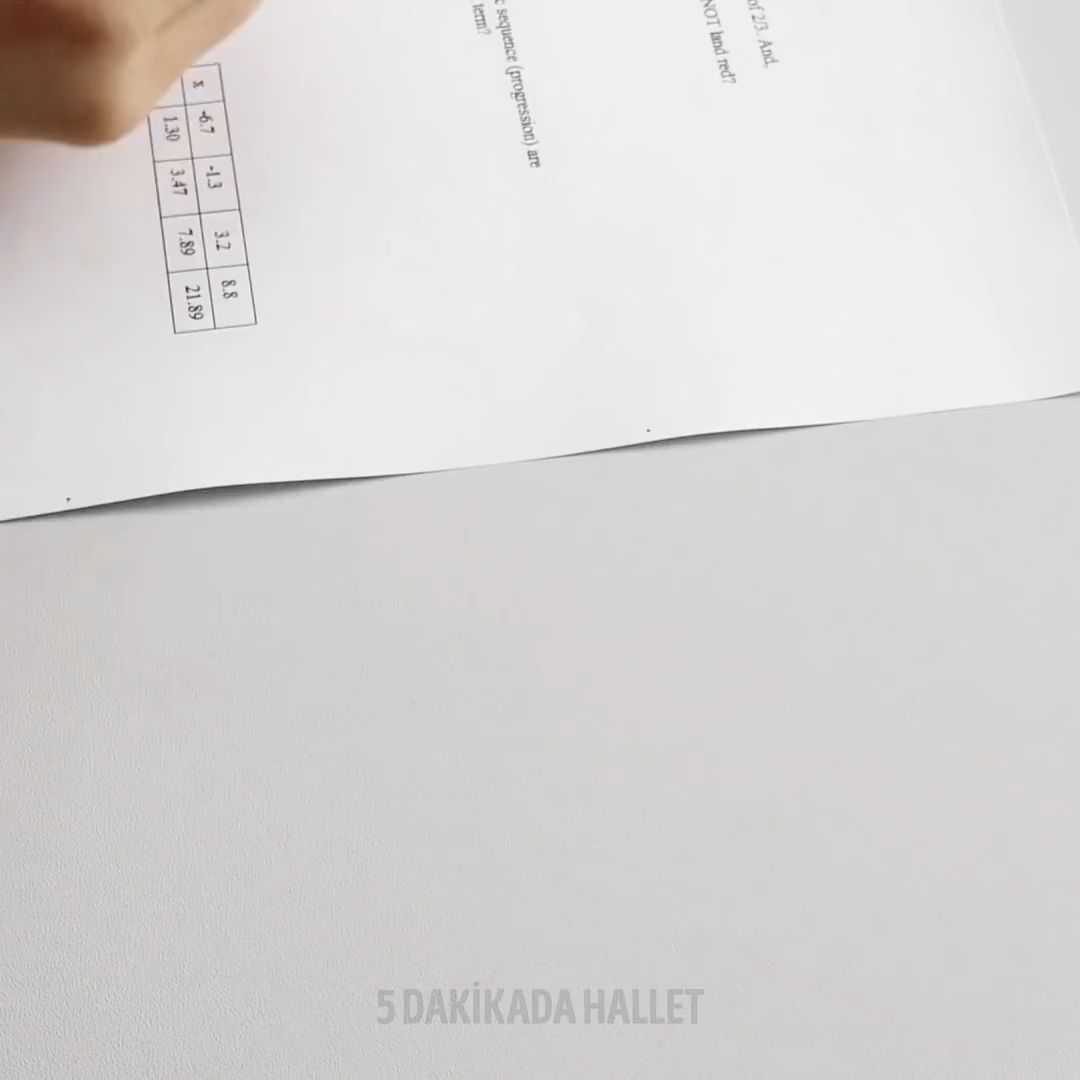 of 2/3. And,
NOT land red?
c sequence (progression) are
term?
x -6.7 -1.3 3.2 8.8
1.30 3.47 7.89 21.89
5 DAKİKADA HALLET